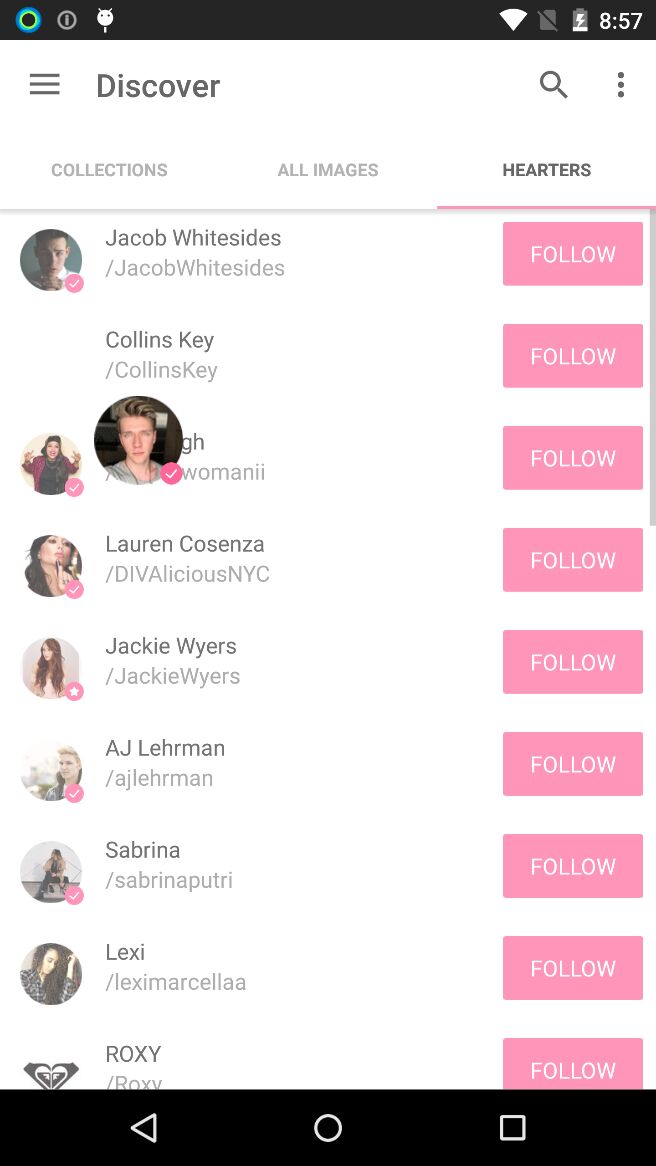 8:57
Discover
COLLECTIONS
ALL IMAGES
HEARTERS
Jacob Whitesides
/JacobWhitesides
FOLLOW
Collins Key
/CollinsKey
FOLLOW
gh
womanii
FOLLOW
Lauren Cosenza
/DIVAliciousNYC
FOLLOW
Jackie Wyers
/JackieWyers
FOLLOW
AJ Lehrman
/ajlehrman
FOLLOW
Sabrina
/sabrinaputri
FOLLOW
Lexi
/leximarcellaa
FOLLOW
ROXY
/Roxy
FOLLOW